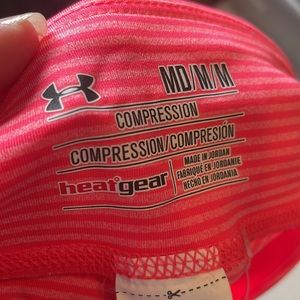 MD/M/M
COMPRESSION
COMPRESSION/COMPRESIÓN
heatgear
MADE IN JORDAN
FABRIQUÉ EN JORDANIE
HECHO EN JORDANIA